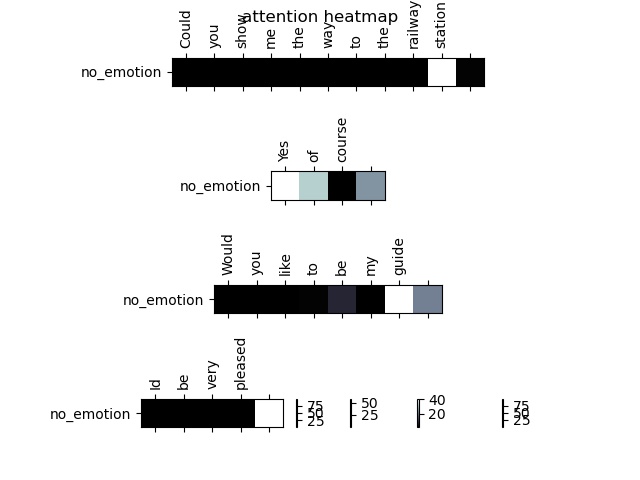 attention heatmap
Could you show me the way to the railway station
no_emotion
Yes of course
no_emotion
Would you like to be my guide
no_emotion
Id be very pleased
no_emotion
75 50 25
50 25
40 20
75 50 25